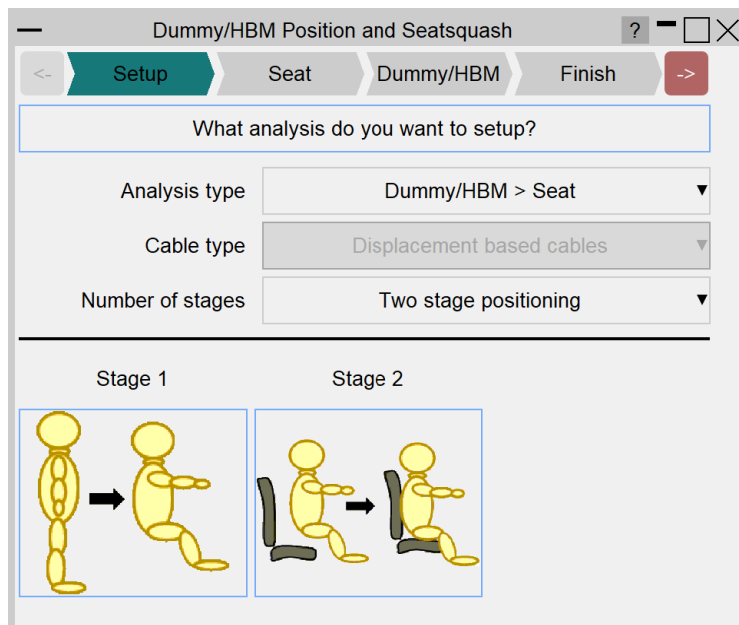 Dummy/HBM Position and Seatsquash ?
<- Setup Seat Dummy/HBM Finish ->
What analysis do you want to setup?
Analysis type Dummy/HBM > Seat
Cable type Displacement based cables
Number of stages Two stage positioning
Stage 1 Stage 2